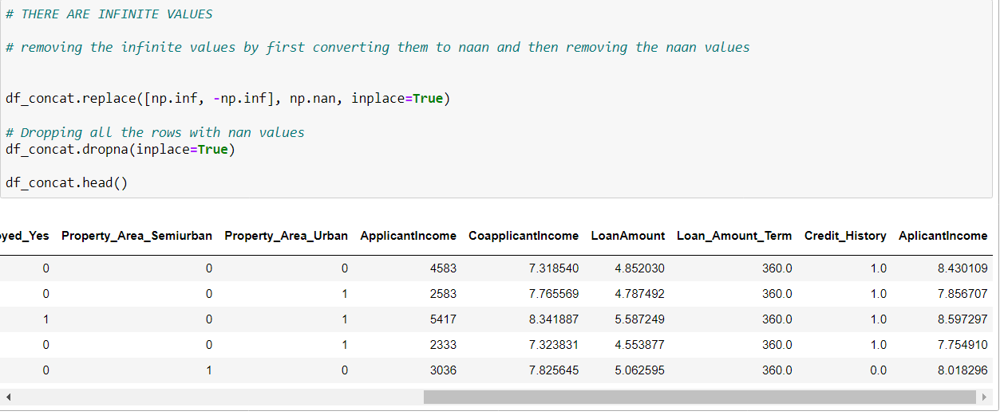 # THERE ARE INFINITE VALUES
# removing the infinite values by first converting them to naan and then removing the naan values
df_concat.replace([np.inf, -np.inf], np.nan, inplace=True)
# Dropping all the rows with nan values
df_concat.dropna(inplace=True)
df_concat.head()
yed_Yes Property_Area_Semiurban Property_Area_Urban ApplicantIncome CoapplicantIncome LoanAmount Loan_Amount_Term Credit_History AplicantIncome
0 0 0 4583 7.318540 4.852030 360.0 1.0 8.430109
0 0 1 2583 7.765569 4.787492 360.0 1.0 7.856707
1 0 1 5417 8.341887 5.587249 360.0 1.0 8.597297
0 0 1 2333 7.323831 4.553877 360.0 1.0 7.754910
0 1 0 3036 7.825645 5.062595 360.0 0.0 8.018296